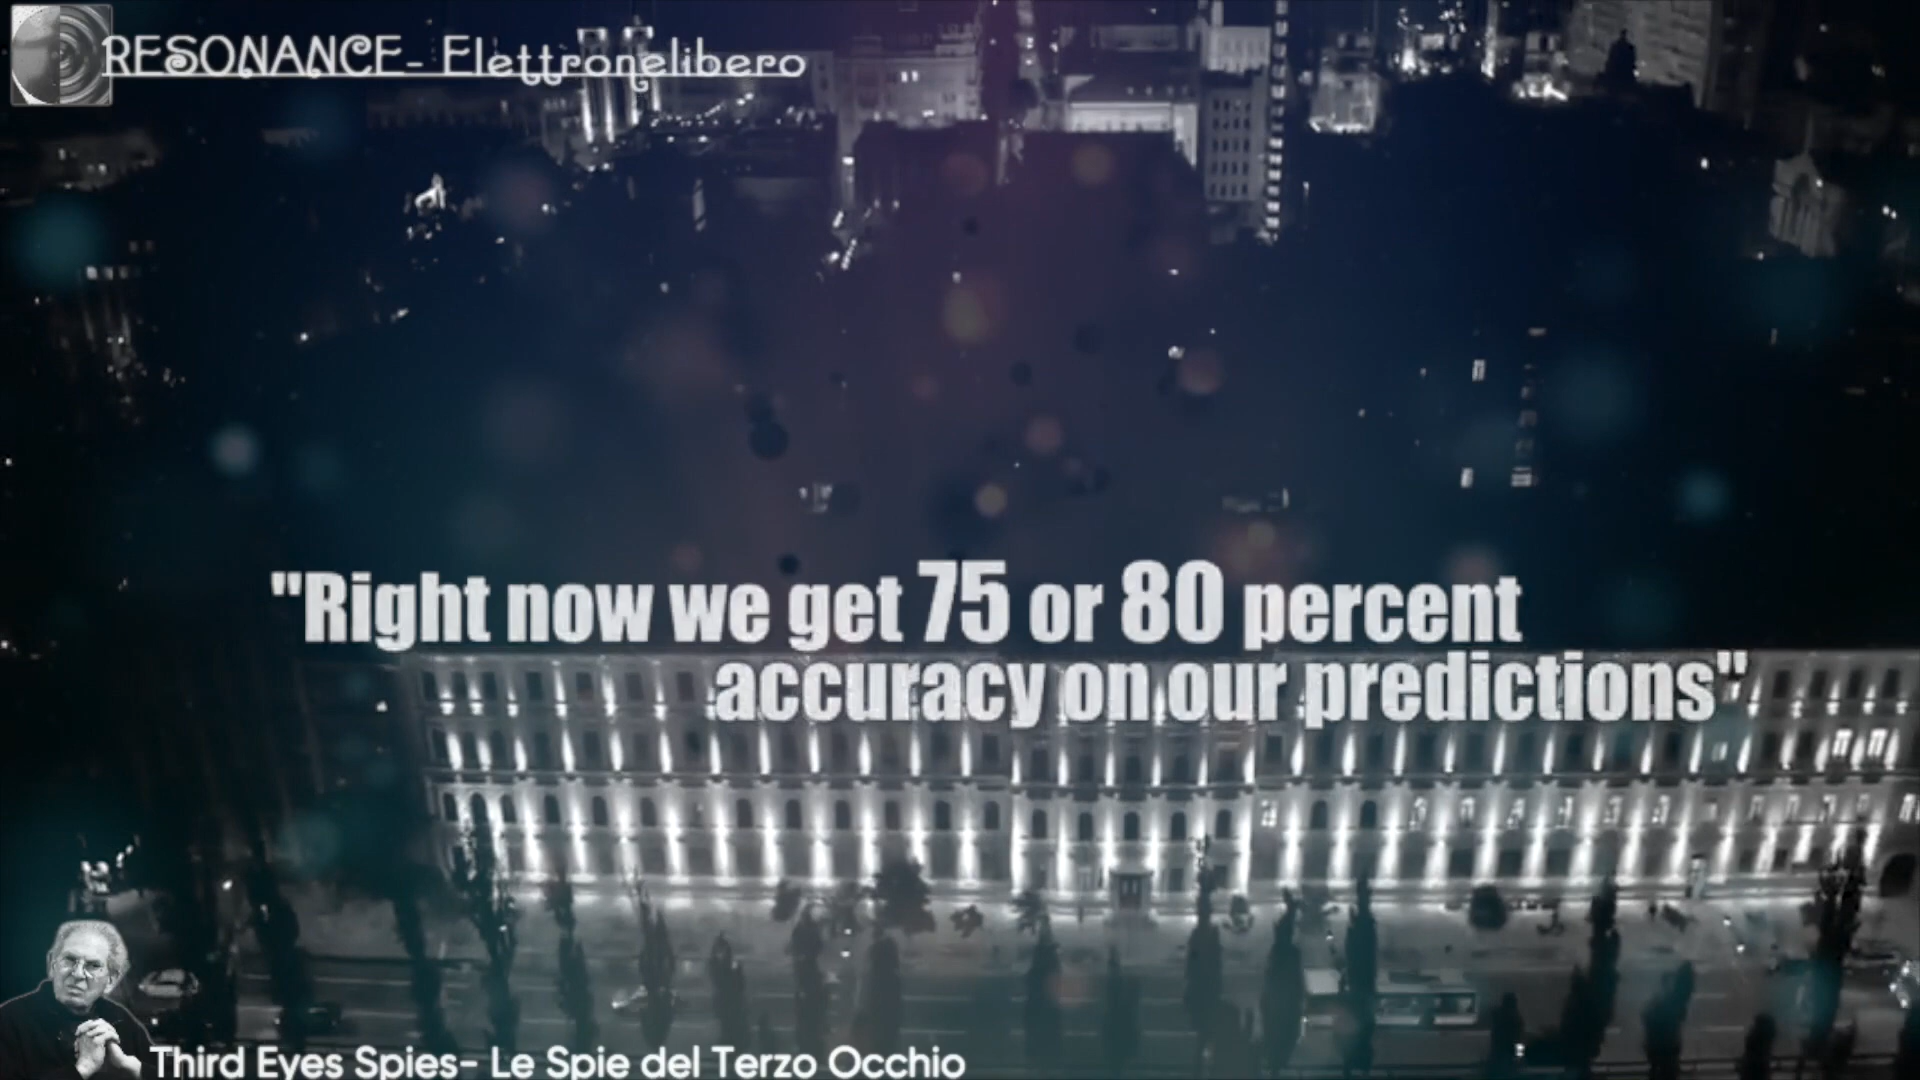 RESONANCE- Elettronelibero
"Right now we get 75 or 80 percent
accuracy on our predictions"
Third Eyes Spies- Le Spie del Terzo Occhio